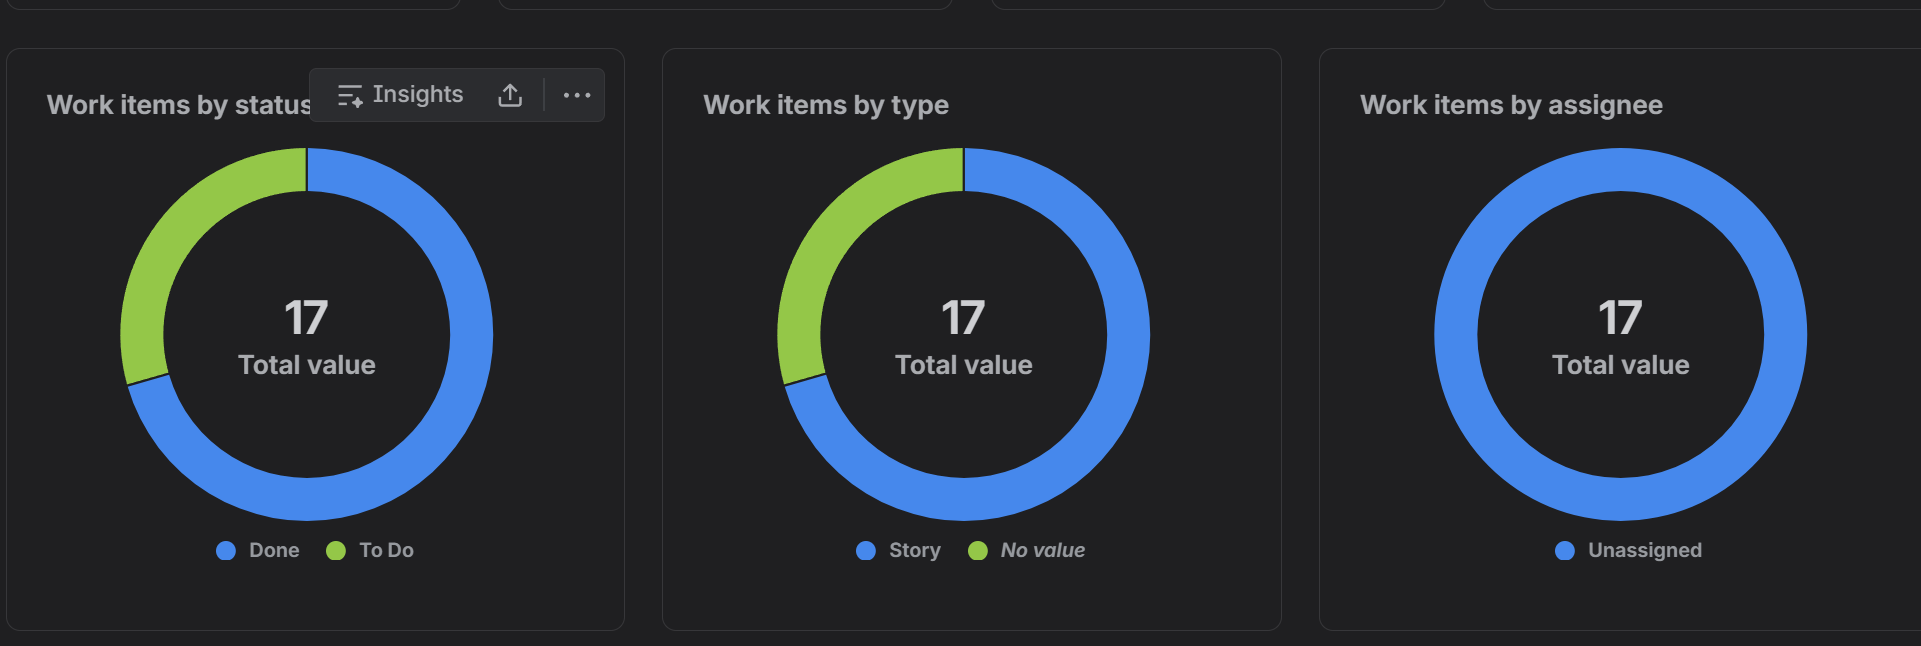 Work items by status
Insights
17
Total value
Done
To Do
Work items by type
17
Total value
Story
No value
Work items by assignee
17
Total value
Unassigned